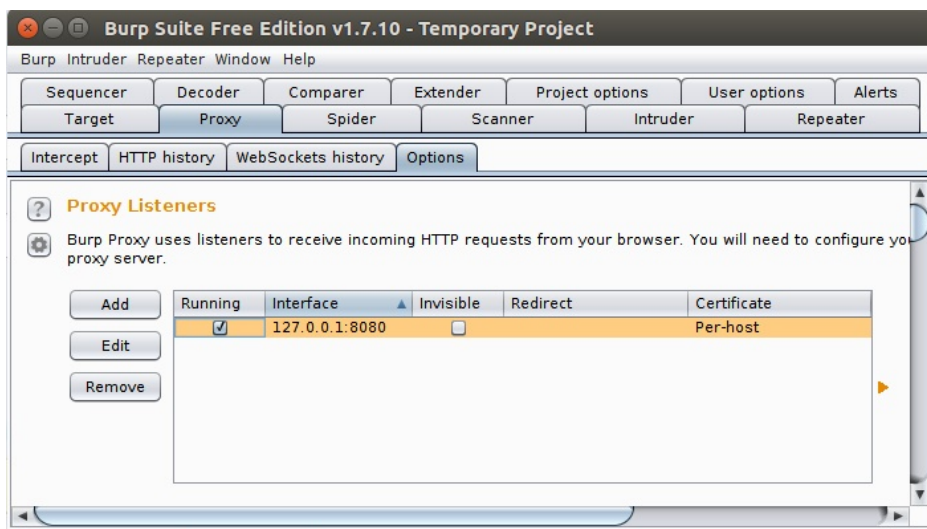 Burp Suite Free Edition v1.7.10 - Temporary Project
Burp Intruder Repeater Window Help
Sequencer Decoder Comparer Extender Project options User options Alerts
Target Proxy Spider Scanner Intruder Repeater
Intercept HTTP history WebSockets history Options
? Proxy Listeners
Burp Proxy uses listeners to receive incoming HTTP requests from your browser. You will need to configure
proxy server.
Add Running Interface Invisible Redirect Certificate
127.0.0.1:8080 Per-host
Edit
Remove